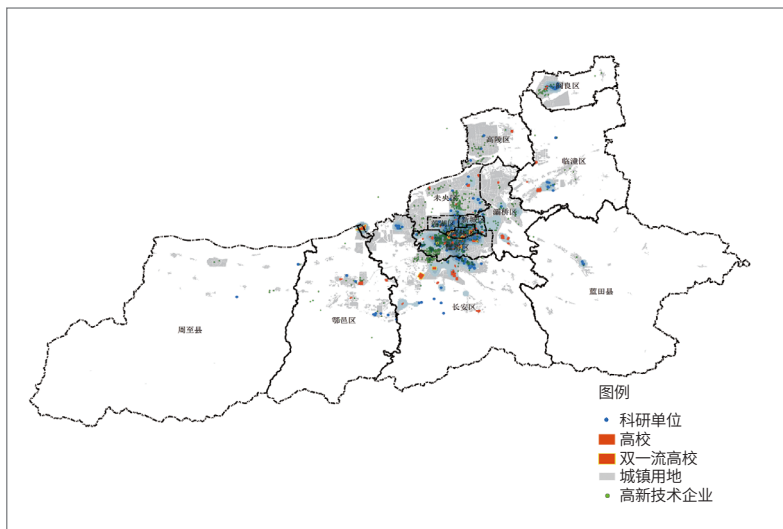 阎良区
高陵区
临潼区
未央区
灞桥区
蓝田县
长安区
周至县
鄠邑区
图例
科研单位
高校
双一流高校
城镇用地
高新技术企业